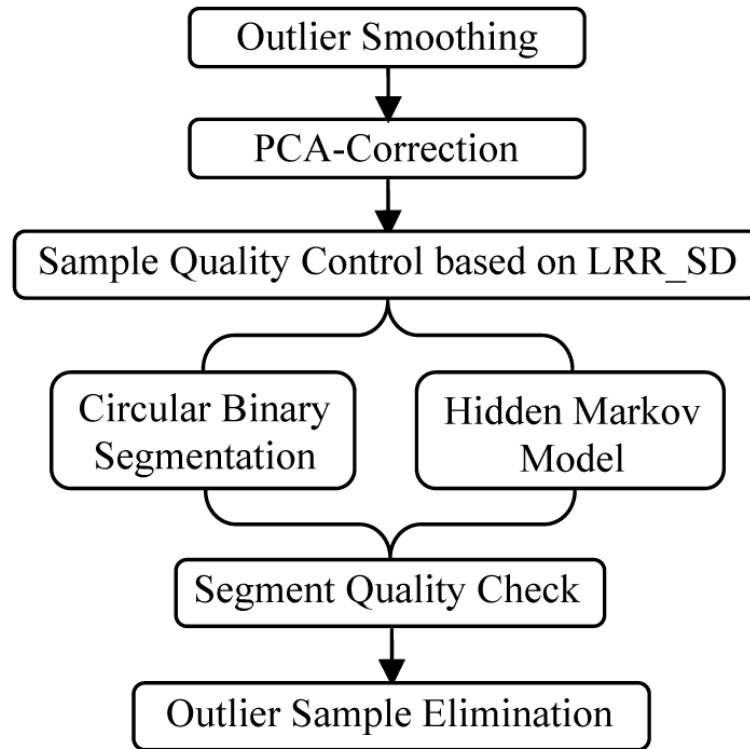 Outlier Smoothing
PCA-Correction
Sample Quality Control based on LRR_SD
Circular Binary
Segmentation
Hidden Markov
Model
Segment Quality Check
Outlier Sample Elimination